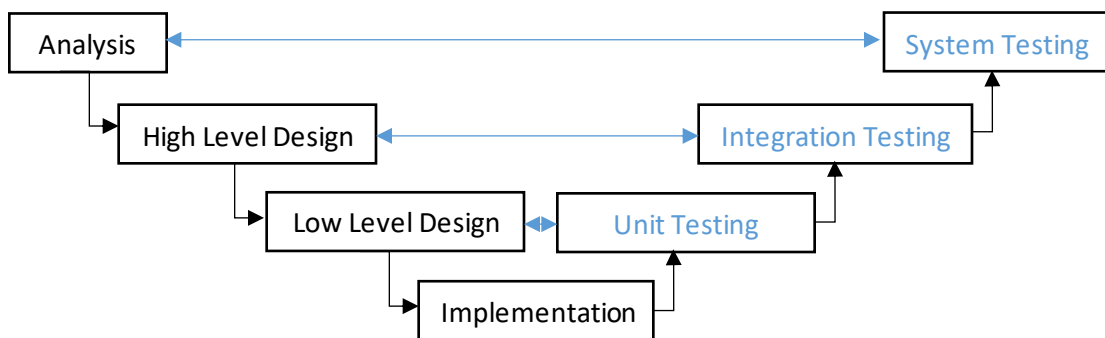 Analysis
System Testing
High Level Design
Integration Testing
Low Level Design
Unit Testing
Implementation